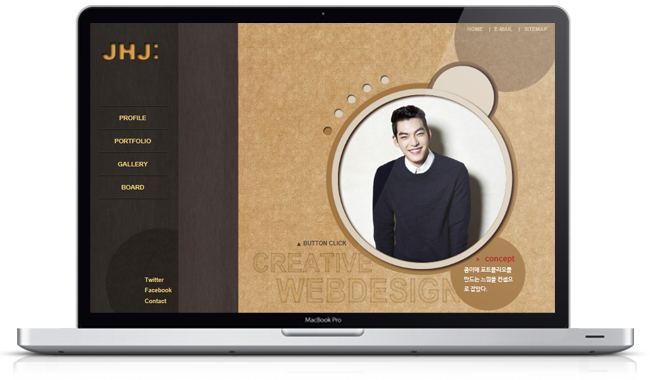 JHJ:
HOME | E-MAIL | SITEMAP
PROFILE
PORTFOLIO
GALLERY
BOARD
▲ BUTTON CLICK
CREATIVE
WEBDESIGN
+ concept
종이에 포트폴리오를
만드는 느낌을 컨셉으
로 잡았다.
Twitter
Facebook
Contact
MacBook Pro